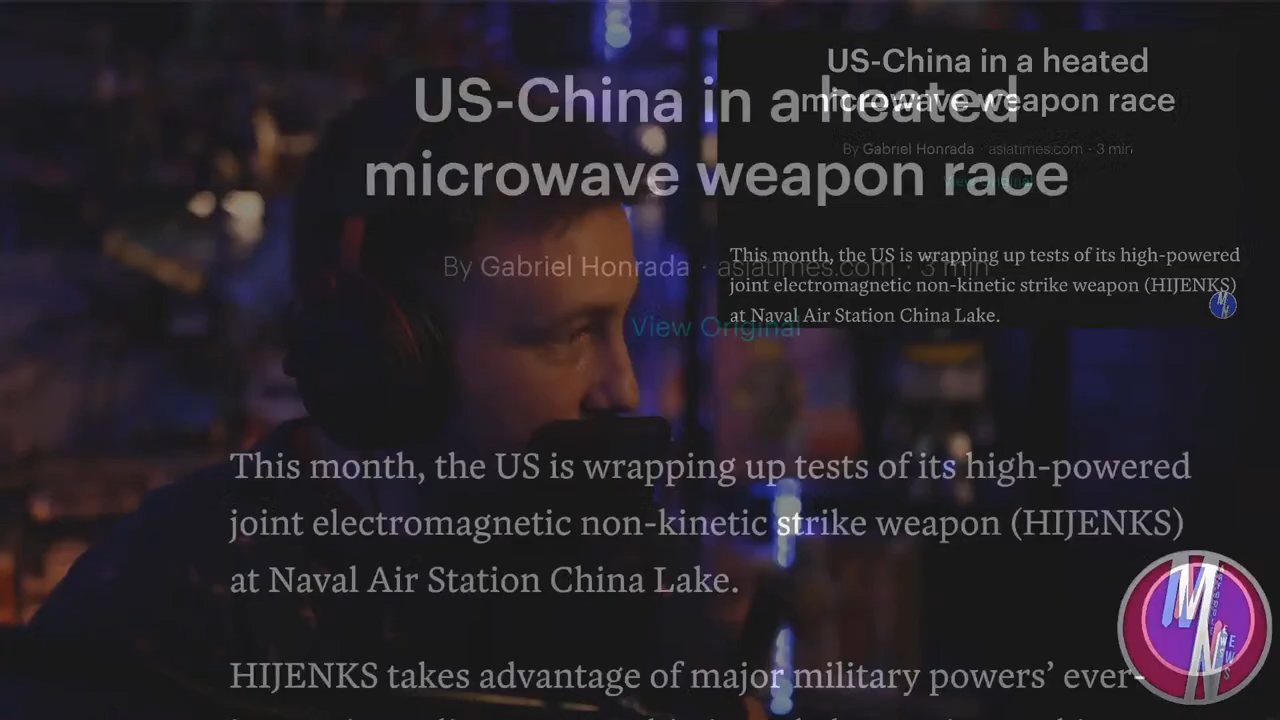 US-China in a heated
microwave weapon race
By Gabriel Honrada · asiatimes.com · 3 min
View Original
This month, the US is wrapping up tests of its high-powered
joint electromagnetic non-kinetic strike weapon (HIJENKS)
at Naval Air Station China Lake.
HIJENKS takes advantage of major military powers’ ever-
US-China in a heated
microwave weapon race
By Gabriel Honrada · asiatimes.com · 3 min
View Original
This month, the US is wrapping up tests of its high-powered
joint electromagnetic non-kinetic strike weapon (HIJENKS)
at Naval Air Station China Lake.